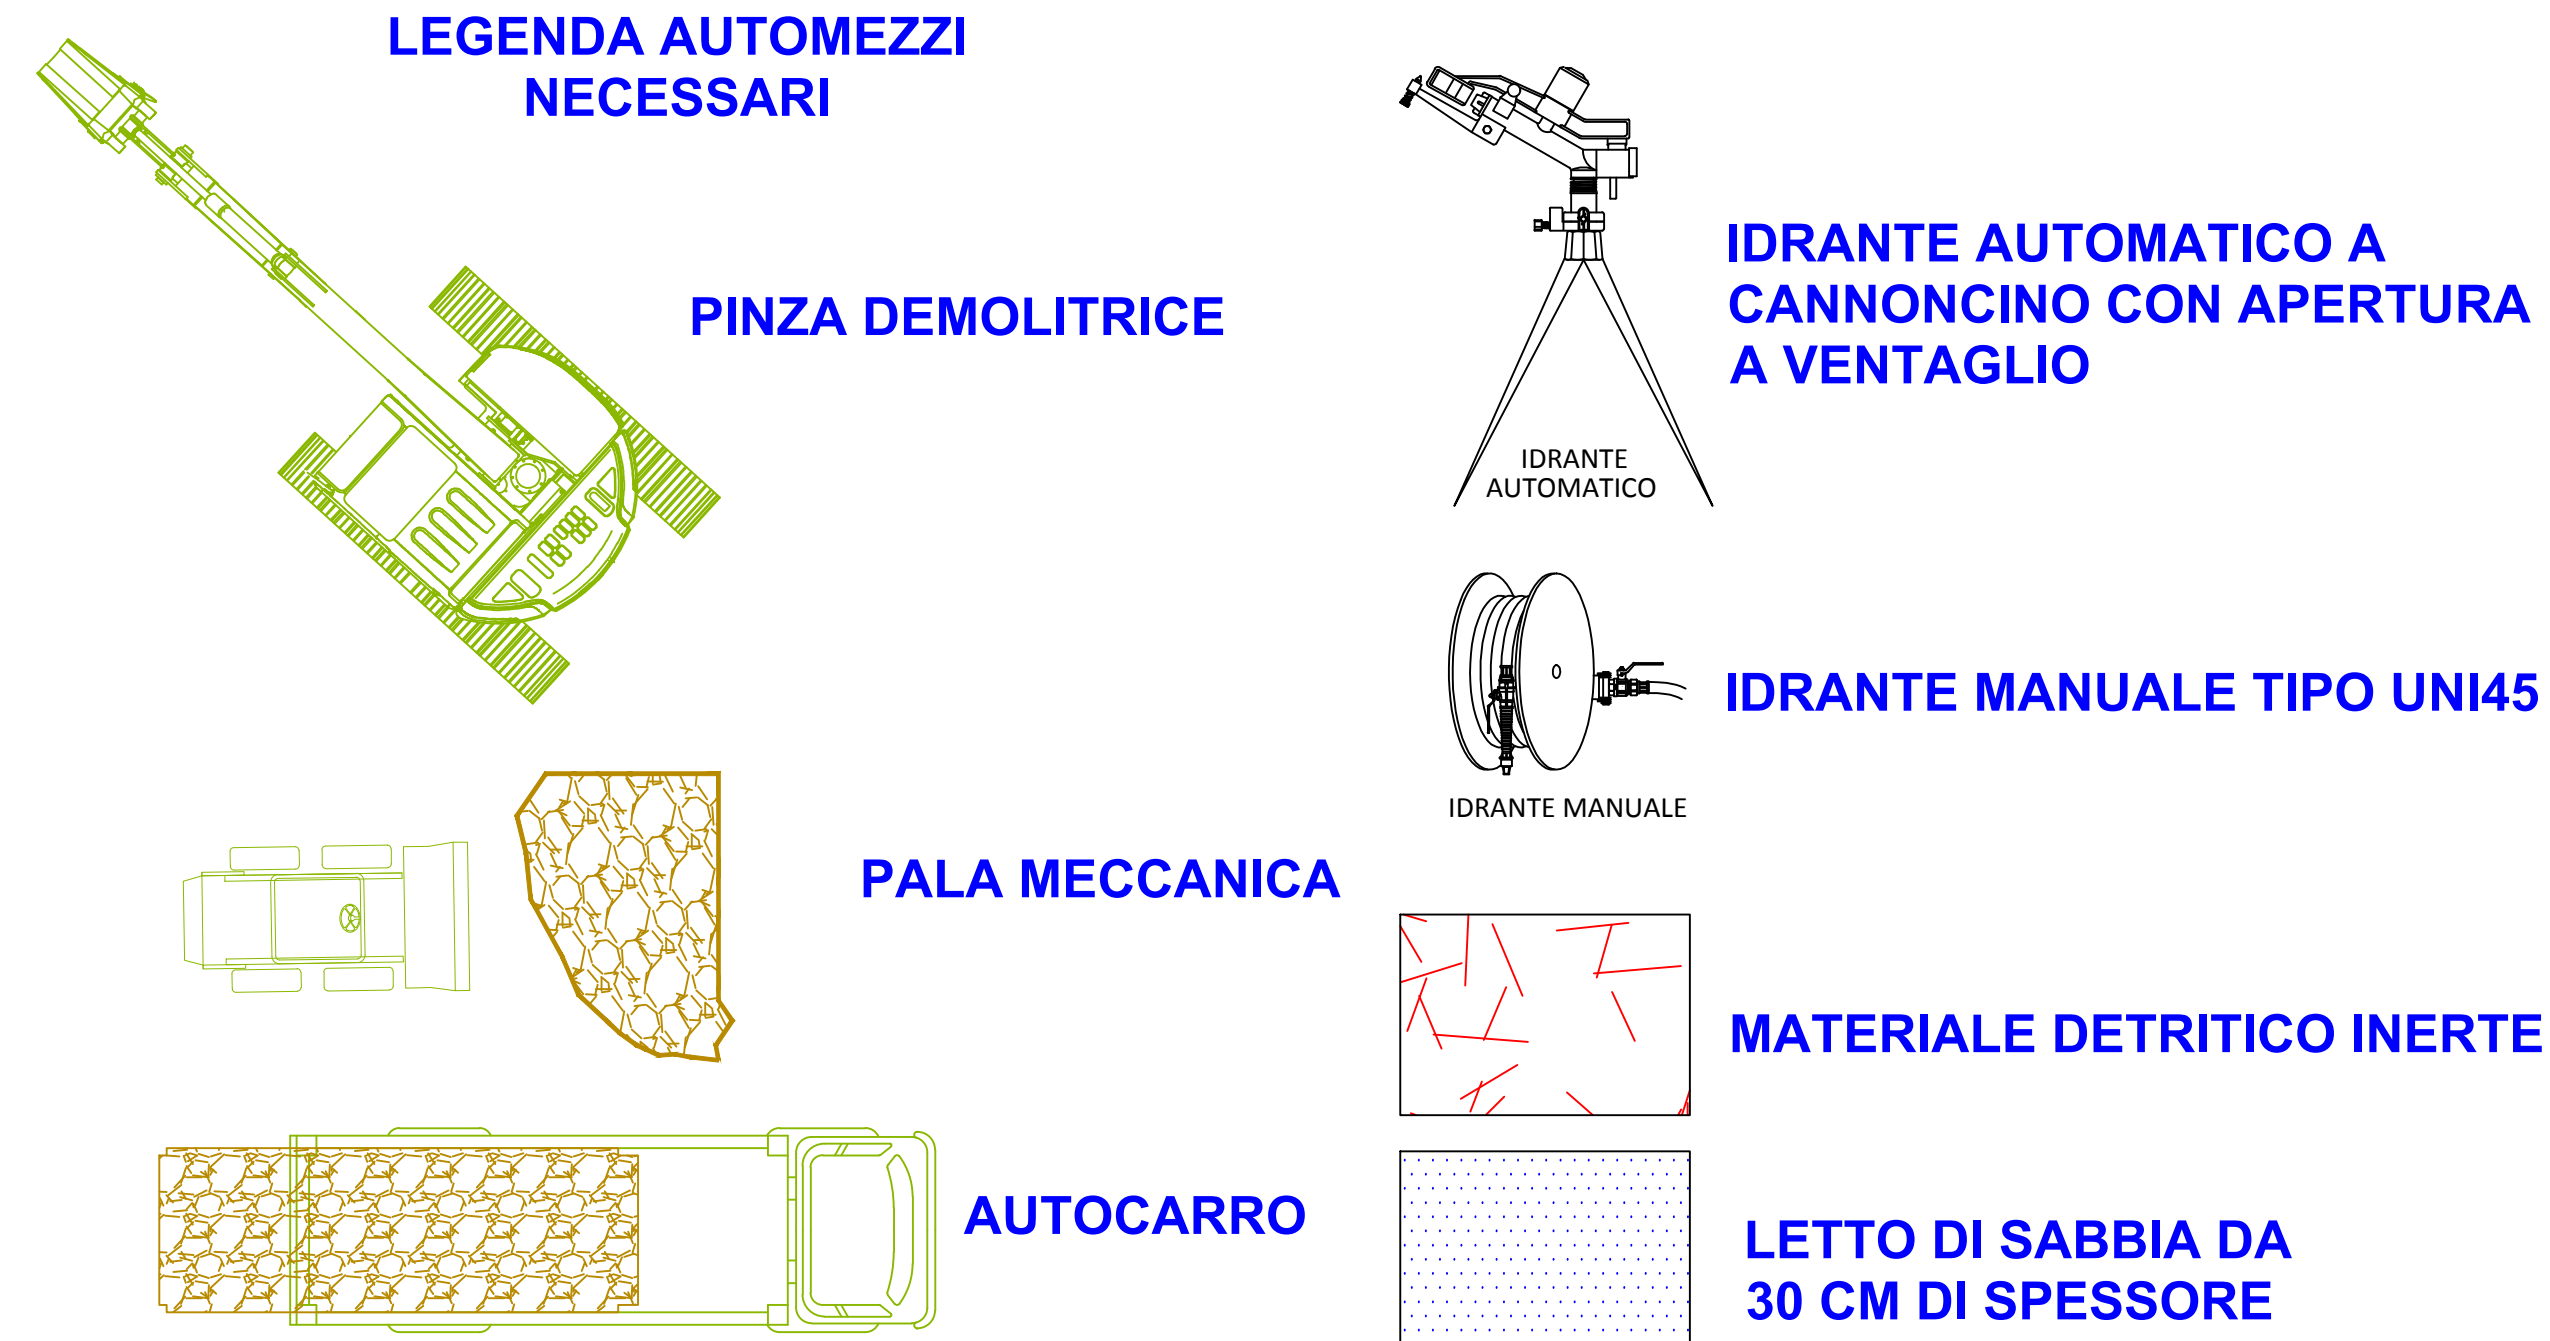 LEGENDA AUTOMEZZI
NECESSARI
PINZA DEMOLITRICE
PALA MECCANICA
AUTOCARRO
IDRANTE AUTOMATICO A
CANNONCINO CON APERTURA
A VENTAGLIO
IDRANTE
AUTOMATICO
IDRANTE MANUALE TIPO UNI45
IDRANTE MANUALE
MATERIALE DETRITICO INERTE
LETTO DI SABBIA DA
30 CM DI SPESSORE